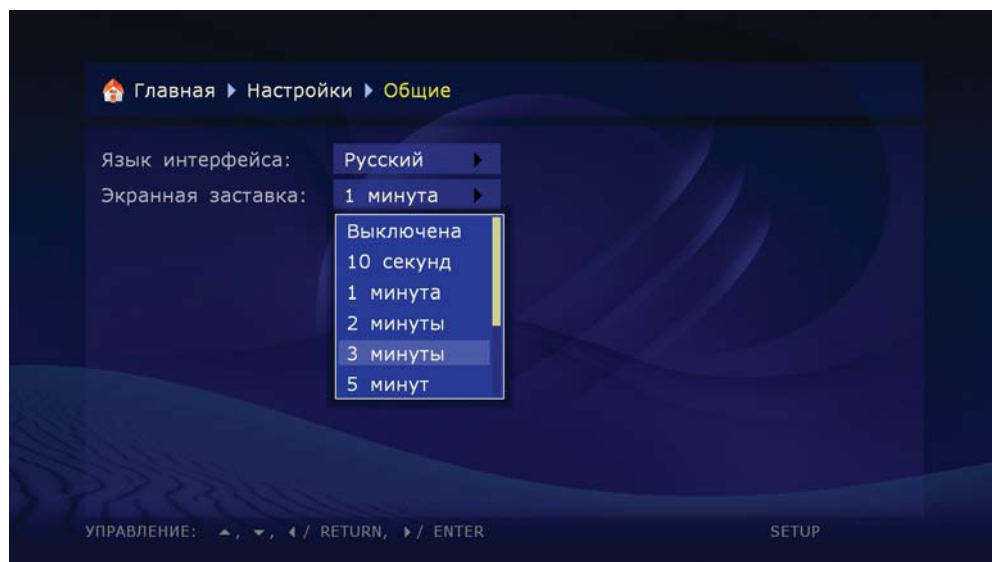 Главная ▶ Настройки ▶ Общие
Язык интерфейса: Русский ▶
Экранная заставка: 1 минута ▶
Выключена
10 секунд
1 минута
2 минуты
3 минуты
5 минут
УПРАВЛЕНИЕ: ▲, ▼, ◀/ RETURN, ▶/ ENTER SETUP